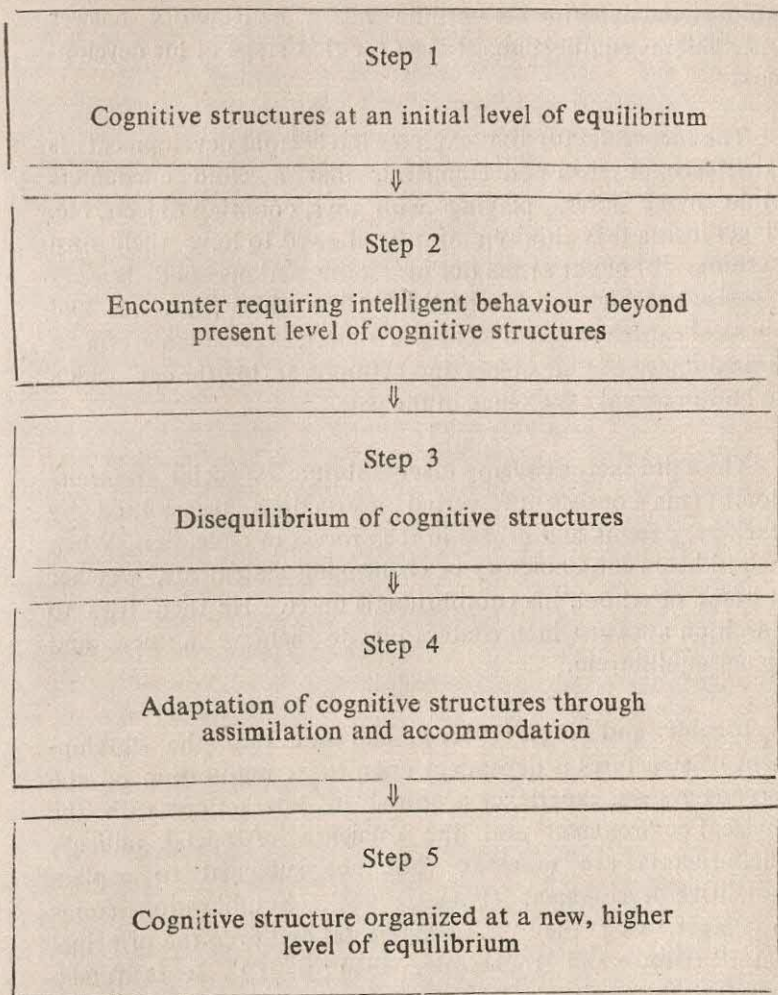 Step 1
Cognitive structures at an initial level of equilibrium
⇓
Step 2
Encounter requiring intelligent behaviour beyond
present level of cognitive structures
⇓
Step 3
Disequilibrium of cognitive structures
⇓
Step 4
Adaptation of cognitive structures through
assimilation and accommodation
⇓
Step 5
Cognitive structure organized at a new, higher
level of equilibrium